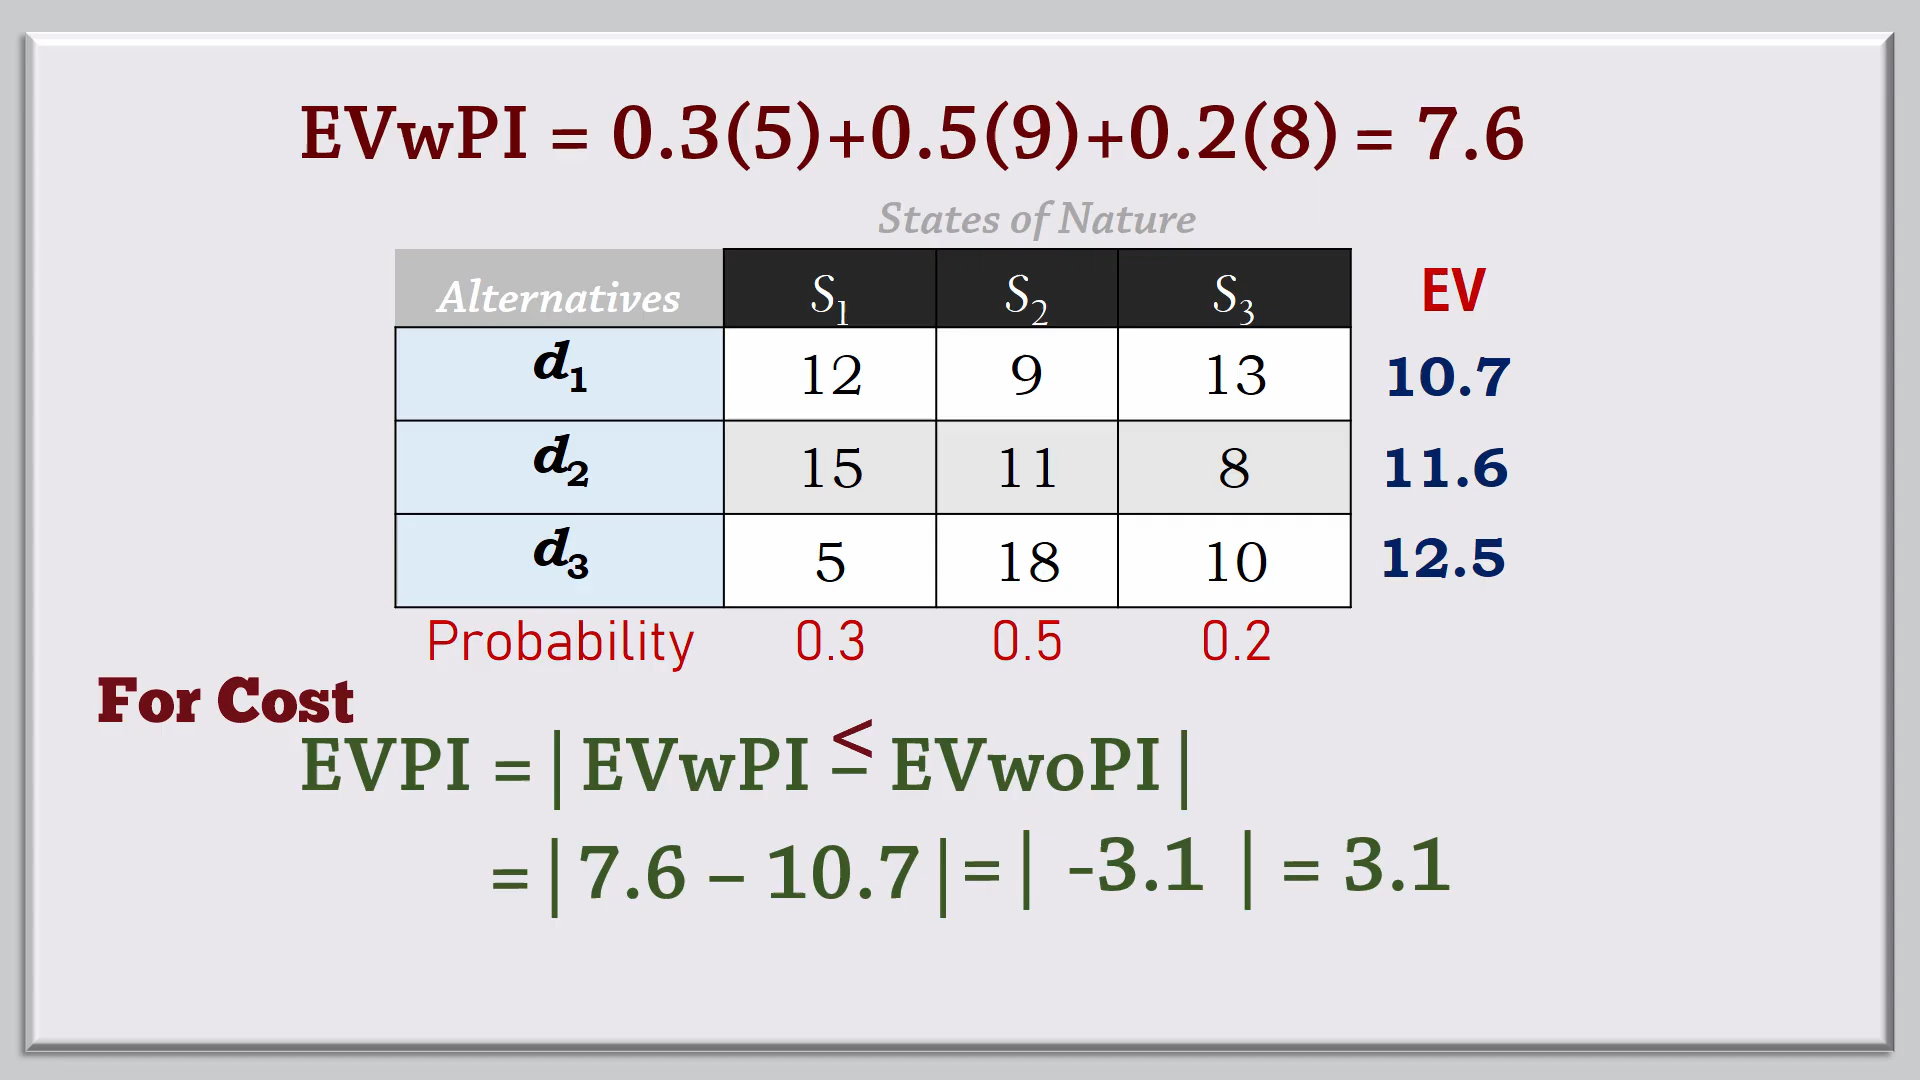 EVwPI = 0.3(5)+0.5(9)+0.2(8) = 7.6
States of Nature
Alternatives S₁ S₂ S₃ EV
d₁ 12 9 13 10.7
d₂ 15 11 8 11.6
d₃ 5 18 10 12.5
Probability 0.3 0.5 0.2
For Cost
<
EVPI = | EVwPI – EVwoPI |
= | 7.6 – 10.7 | = | -3.1 | = 3.1